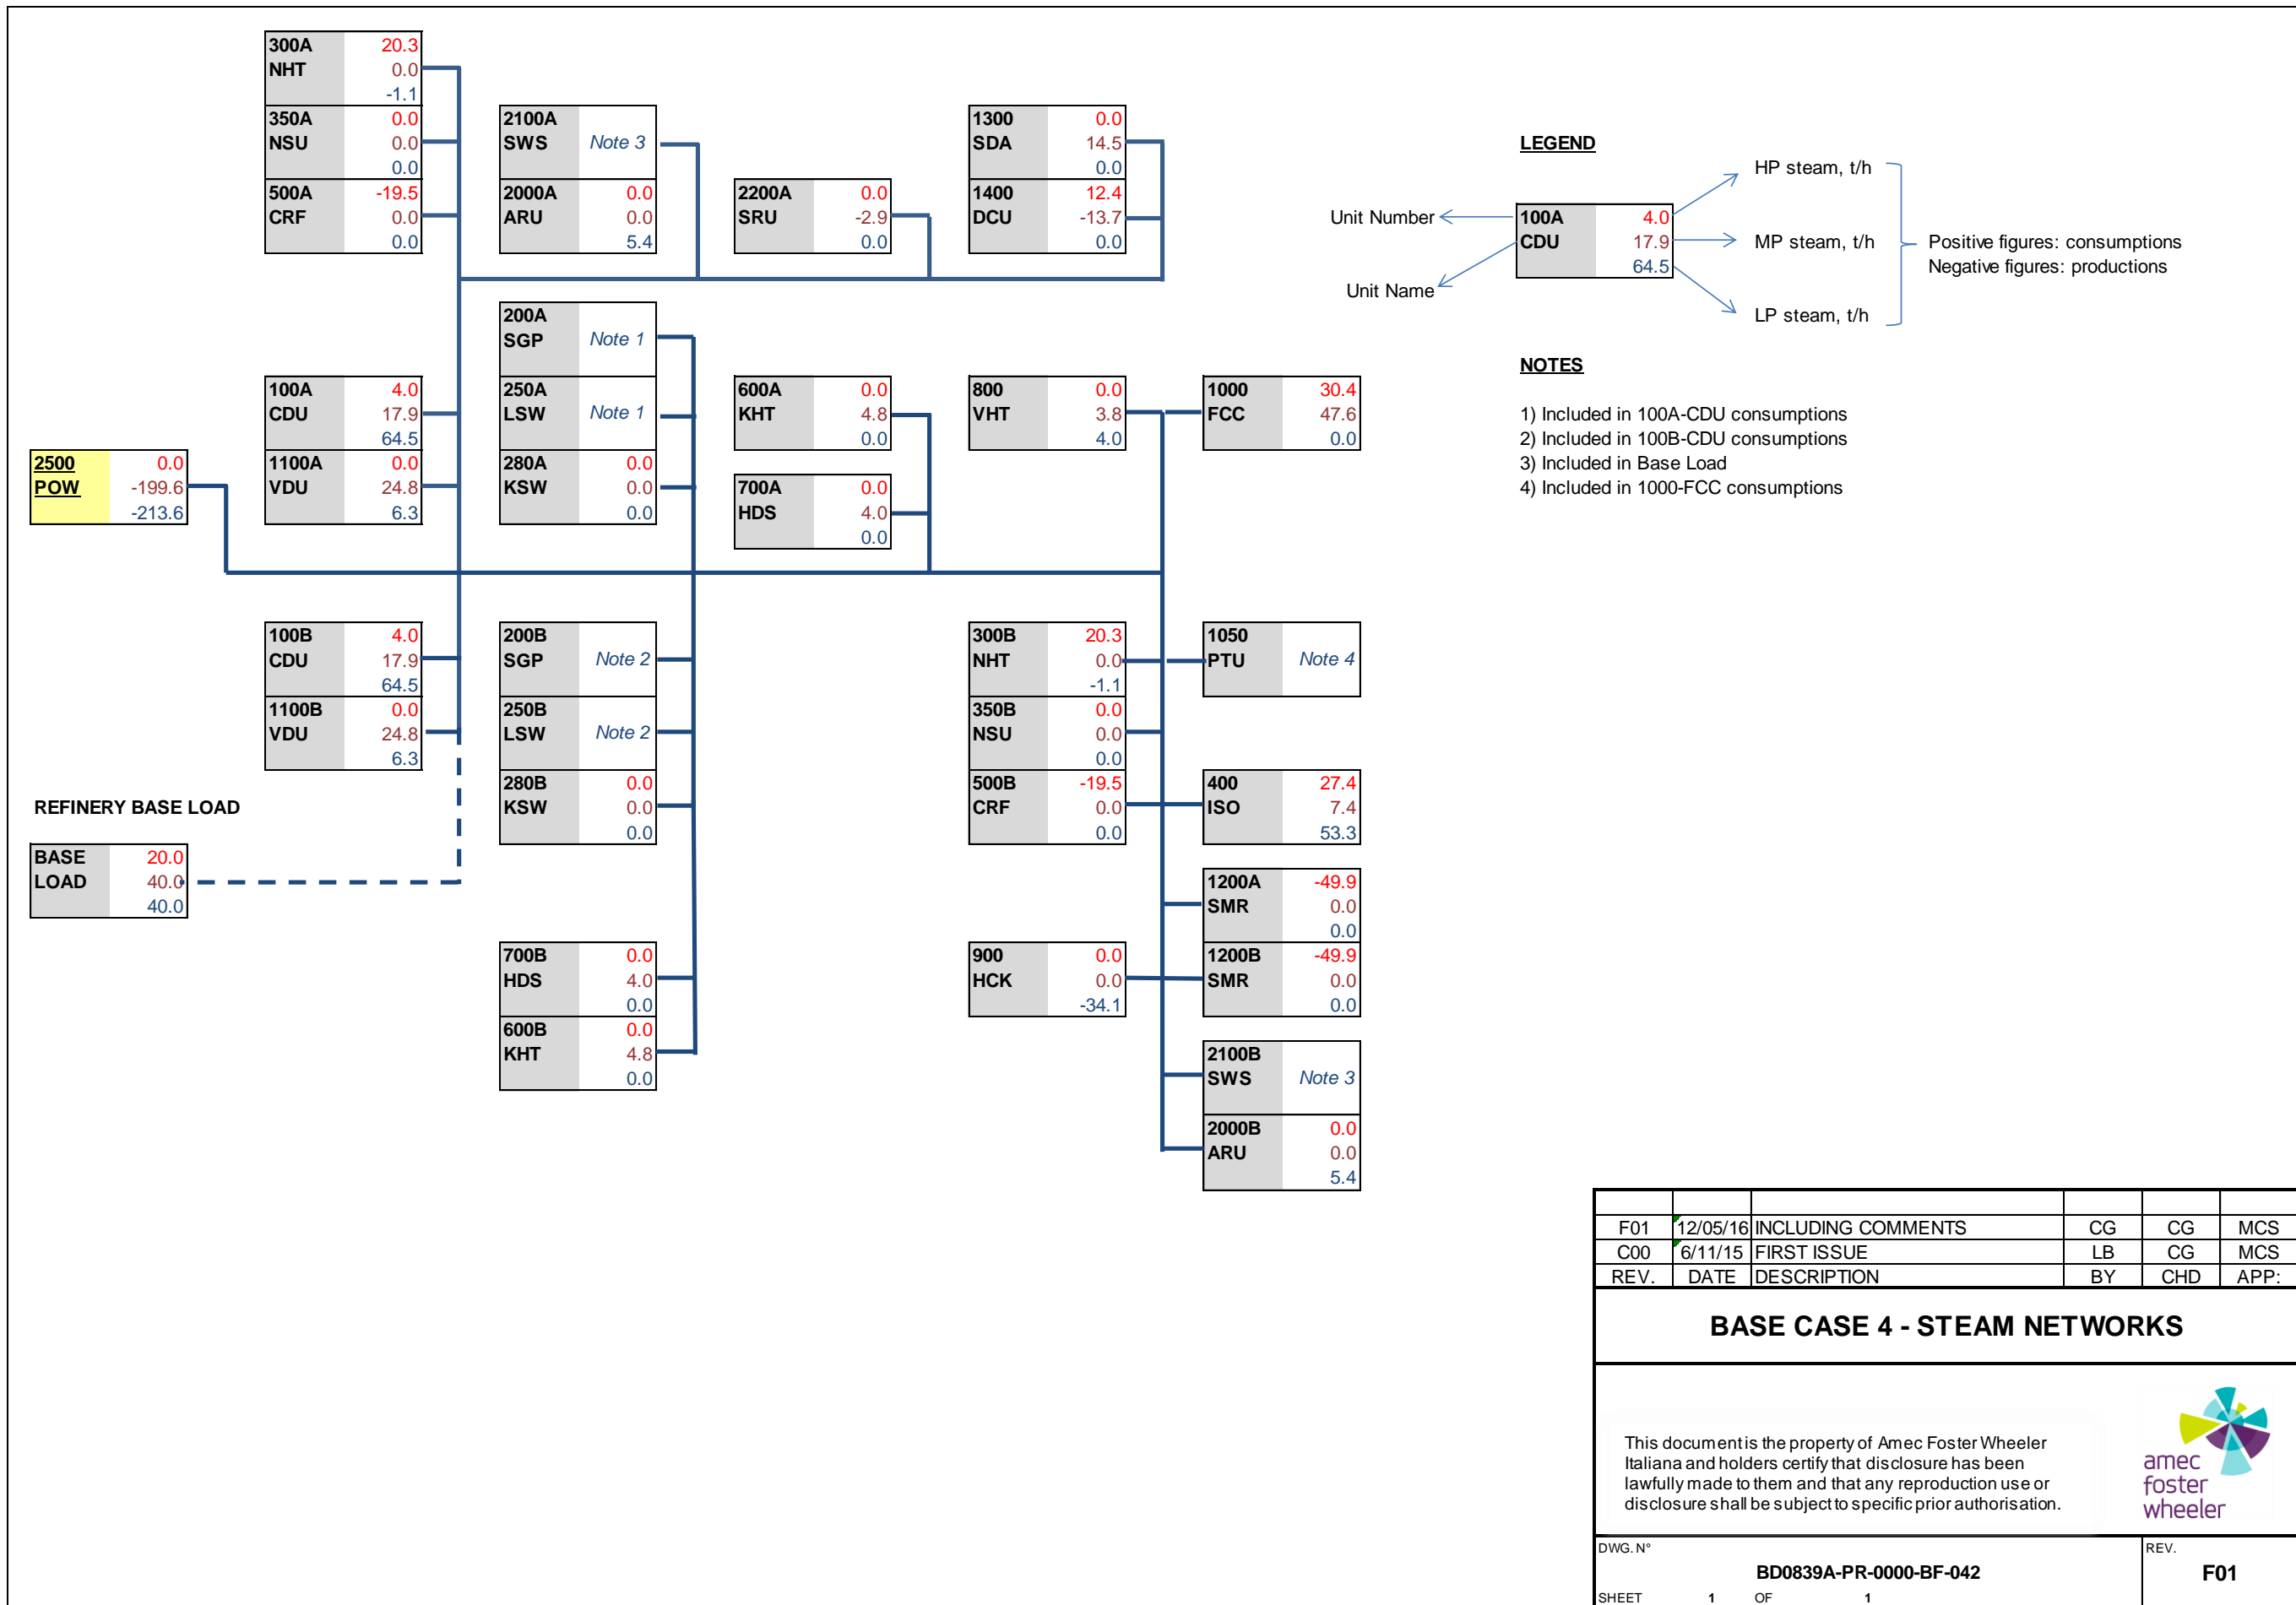 300A 20.3
NHT 0.0
-1.1
350A 0.0
NSU 0.0
0.0
500A -19.5
CRF 0.0
0.0
2100A
SWS Note 3
2000A 0.0
ARU 0.0
5.4
2200A 0.0
SRU -2.9
0.0
1300 0.0
SDA 14.5
0.0
1400 12.4
DCU -13.7
0.0
LEGEND
HP steam, t/h
Unit Number
100A 4.0
CDU 17.9
64.5
MP steam, t/h
Positive figures: consumptions
Negative figures: productions
Unit Name
LP steam, t/h
200A
SGP Note 1
250A
LSW Note 1
280A 0.0
KSW 0.0
0.0
100A 4.0
CDU 17.9
64.5
1100A 0.0
VDU 24.8
6.3
600A 0.0
KHT 4.8
0.0
700A 0.0
HDS 4.0
0.0
800 0.0
VHT 3.8
4.0
1000 30.4
FCC 47.6
0.0
NOTES
1) Included in 100A-CDU consumptions
2) Included in 100B-CDU consumptions
3) Included in Base Load
4) Included in 1000-FCC consumptions
2500 0.0
POW -199.6
-213.6
100B 4.0
CDU 17.9
64.5
1100B 0.0
VDU 24.8
6.3
200B
SGP Note 2
250B
LSW Note 2
280B 0.0
KSW 0.0
0.0
300B 20.3
NHT 0.0
-1.1
350B 0.0
NSU 0.0
0.0
500B -19.5
CRF 0.0
0.0
1050
PTU Note 4
400 27.4
ISO 7.4
53.3
REFINERY BASE LOAD
BASE 20.0
LOAD 40.0
40.0
1200A -49.9
SMR 0.0
0.0
1200B -49.9
SMR 0.0
0.0
700B 0.0
HDS 4.0
0.0
600B 0.0
KHT 4.8
0.0
900 0.0
HCK 0.0
-34.1
2100B
SWS Note 3
2000B 0.0
ARU 0.0
5.4
F01 12/05/16 INCLUDING COMMENTS CG CG MCS
C00 6/11/15 FIRST ISSUE LB CG MCS
REV. DATE DESCRIPTION BY CHD APP:
BASE CASE 4 - STEAM NETWORKS
This document is the property of Amec Foster Wheeler
Italiana and holders certify that disclosure has been
lawfully made to them and that any reproduction use or
disclosure shall be subject to specific prior authorisation.
amec
foster
wheeler
DWG. N°
BD0839A-PR-0000-BF-042
REV.
F01
SHEET 1 OF 1